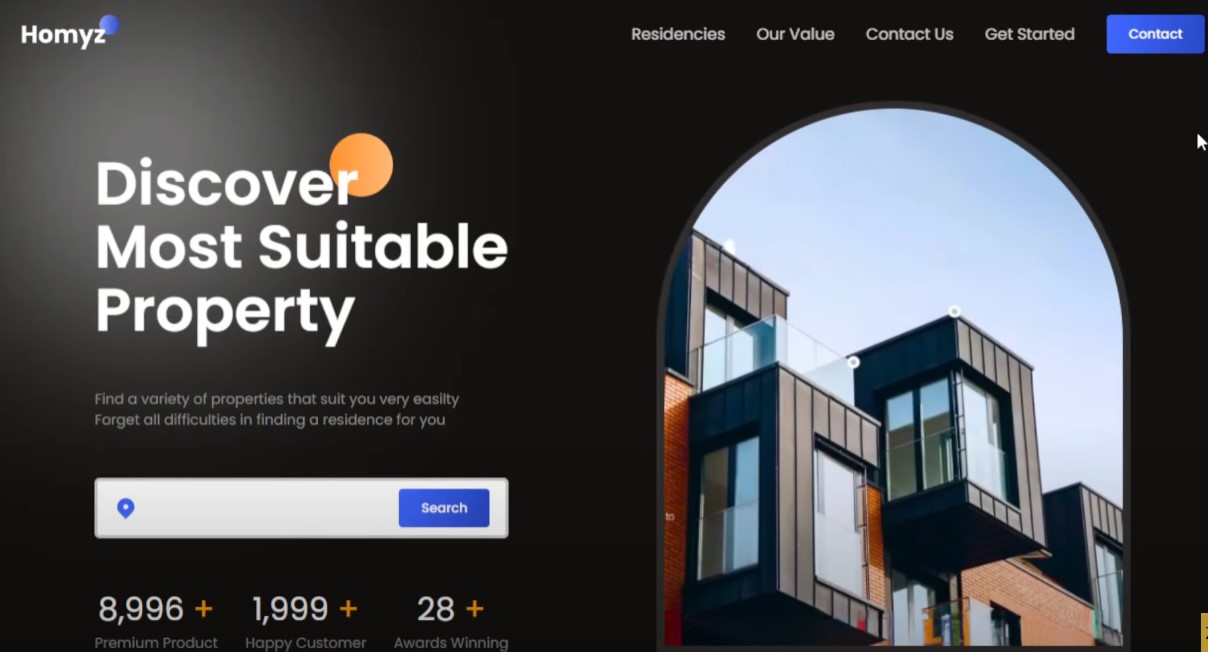 Homyz
Residencies Our Value Contact Us Get Started Contact
Discover
Most Suitable
Property
Find a variety of properties that suit you very easilty
Forget all difficulties in finding a residence for you
Search
8,996 + 1,999 + 28 +
Premium Product Happy Customer Awards Winning
to